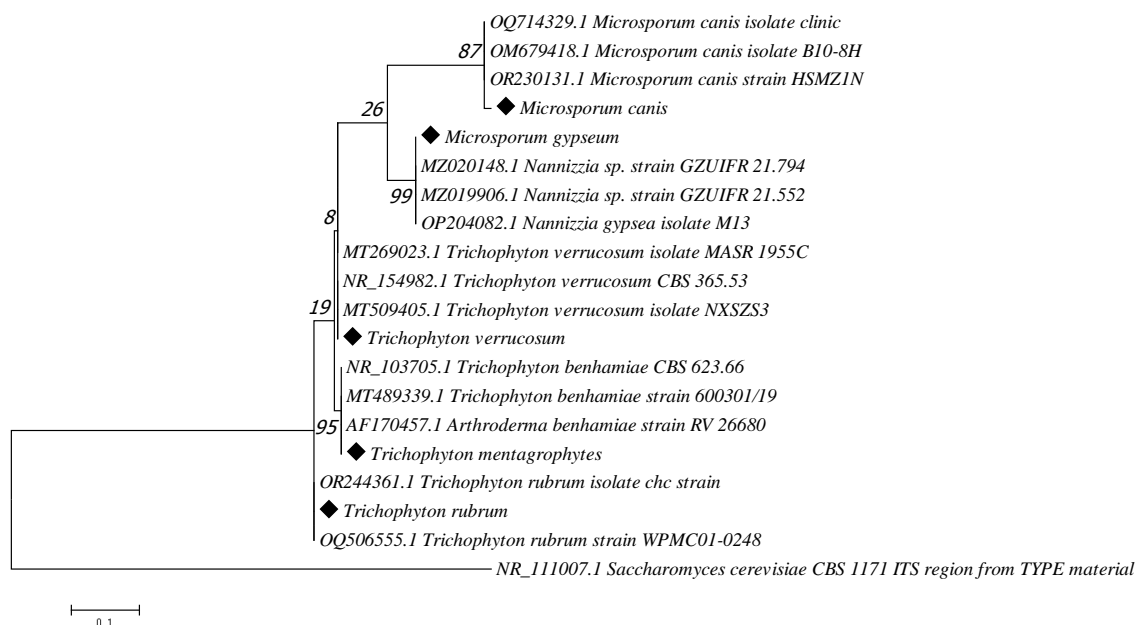 OQ714329.1 Microsporum canis isolate clinic
87
OM679418.1 Microsporum canis isolate B10-8H
OR230131.1 Microsporum canis strain HSMZ1N
Microsporum canis
26
Microsporum gypseum
MZ020148.1 Nannizzia sp. strain GZUIFR 21.794
99
MZ019906.1 Nannizzia sp. strain GZUIFR 21.552
8
OP204082.1 Nannizzia gypsea isolate M13
MT269023.1 Trichophyton verrucosum isolate MASR 1955C
NR_154982.1 Trichophyton verrucosum CBS 365.53
19
MT509405.1 Trichophyton verrucosum isolate NXSZS3
Trichophyton verrucosum
NR_103705.1 Trichophyton benhamiae CBS 623.66
MT489339.1 Trichophyton benhamiae strain 600301/19
95
AF170457.1 Arthroderma benhamiae strain RV 26680
Trichophyton mentagrophytes
OR244361.1 Trichophyton rubrum isolate chc strain
Trichophyton rubrum
OQ506555.1 Trichophyton rubrum strain WPMC01-0248
NR_111007.1 Saccharomyces cerevisiae CBS 1171 ITS region from TYPE material
0.1